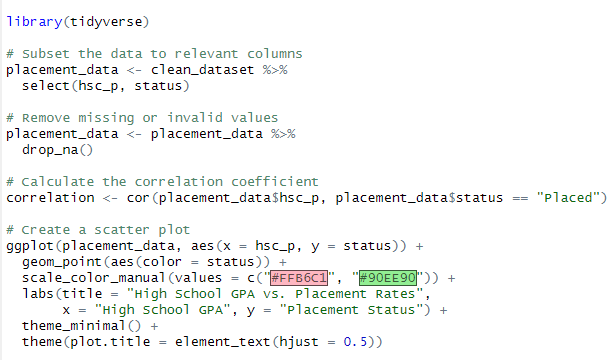 library(tidyverse)
# Subset the data to relevant columns
placement_data <- clean_dataset %>%
  select(hsc_p, status)
# Remove missing or invalid values
placement_data <- placement_data %>%
  drop_na()
# Calculate the correlation coefficient
correlation <- cor(placement_data$hsc_p, placement_data$status == "Placed")
# Create a scatter plot
ggplot(placement_data, aes(x = hsc_p, y = status)) +
  geom_point(aes(color = status)) +
  scale_color_manual(values = c("#FFB6C1", "#90EE90")) +
  labs(title = "High School GPA vs. Placement Rates",
       x = "High School GPA", y = "Placement Status") +
  theme_minimal() +
  theme(plot.title = element_text(hjust = 0.5))